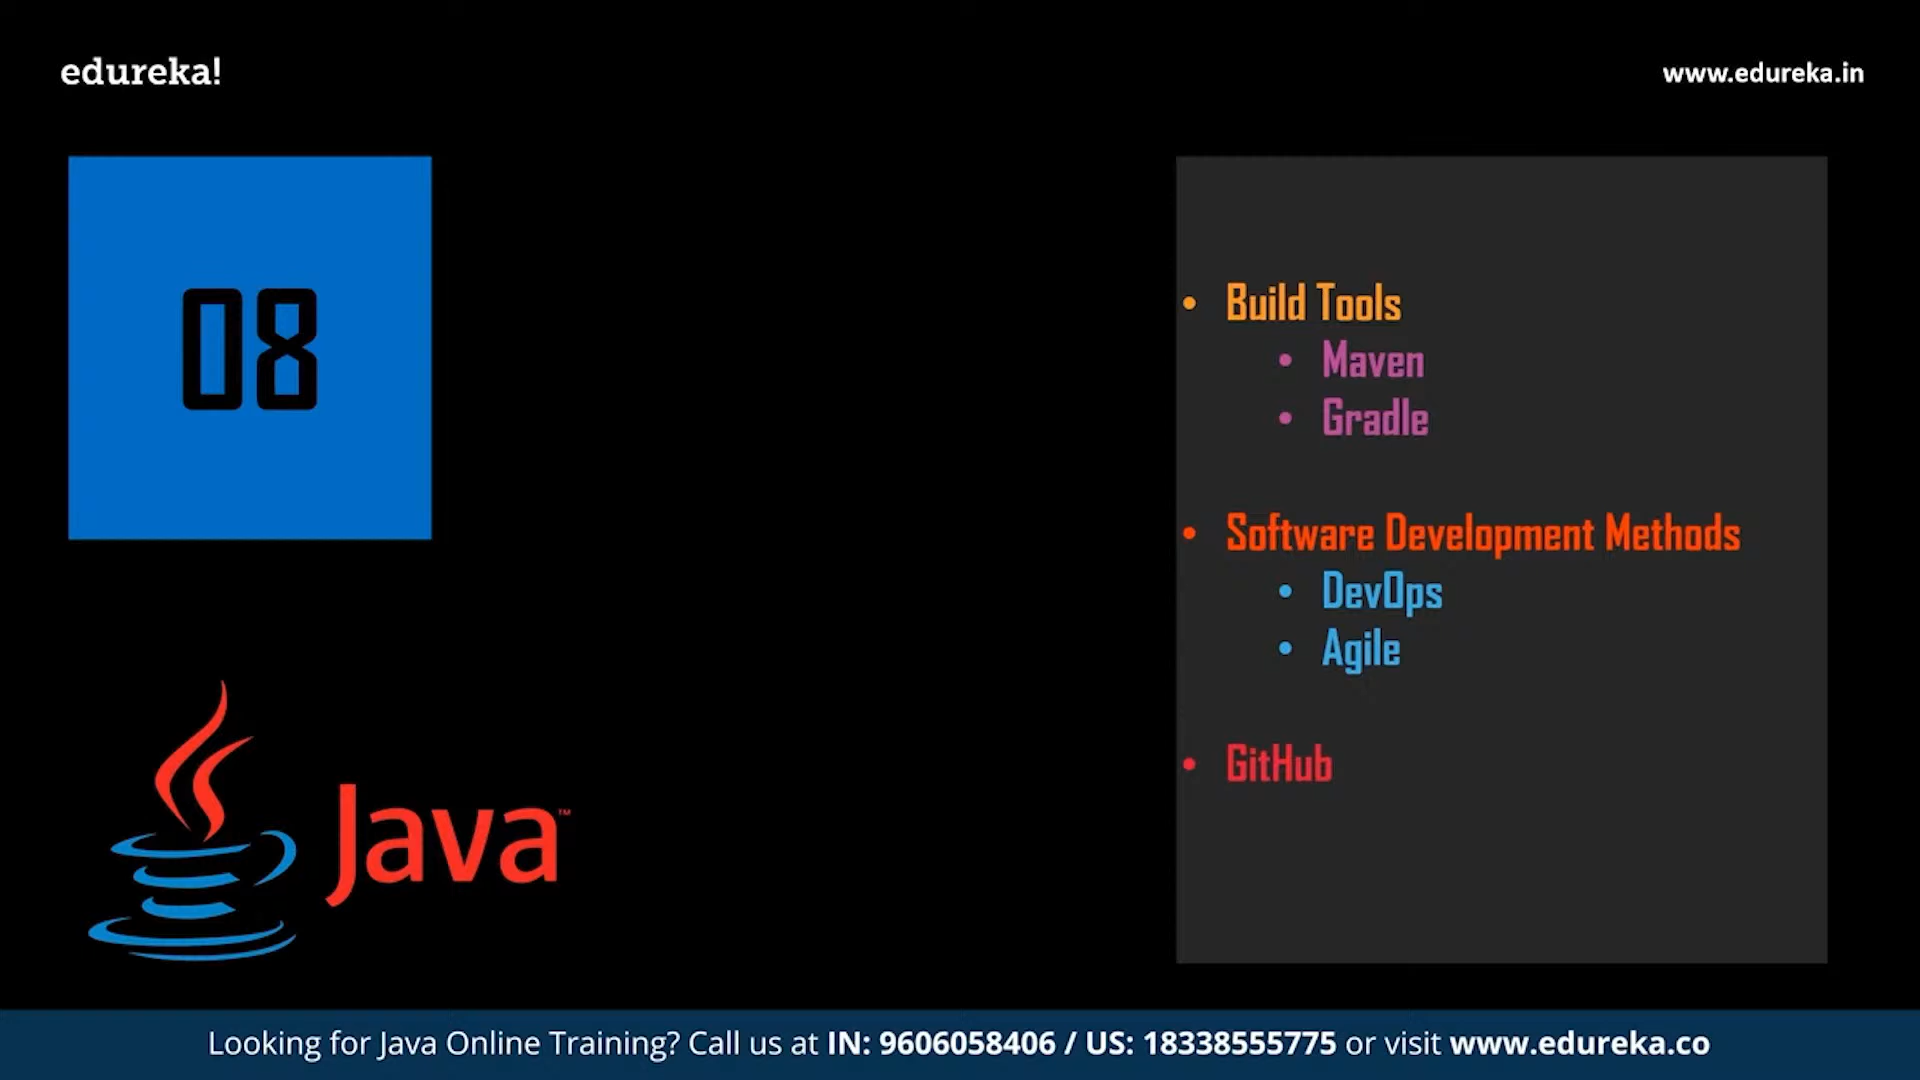 edureka!
www.edureka.in
08
• Build Tools
• Maven
• Gradle
• Software Development Methods
• DevOps
• Agile
• GitHub
Java™
Looking for Java Online Training? Call us at IN: 9606058406 / US: 18338555775 or visit www.edureka.co